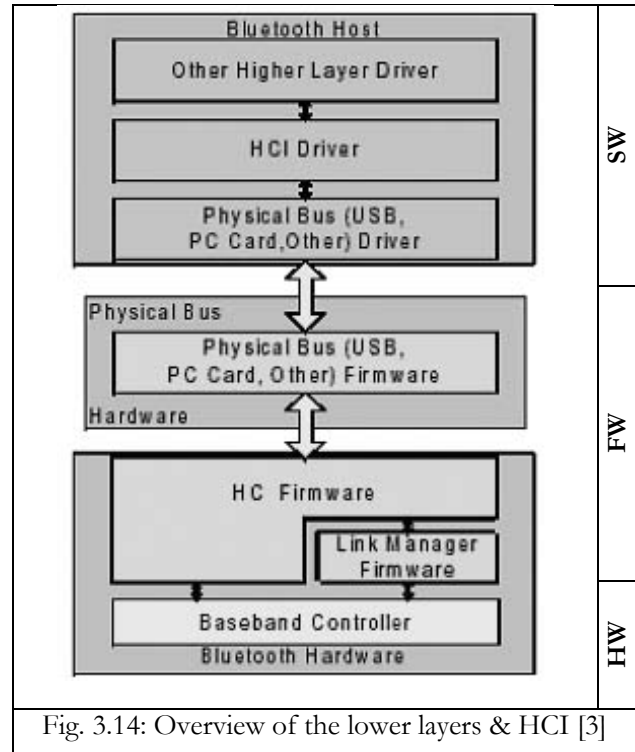 Bluetooth Host
Other Higher Layer Driver
HCI Driver
Physical Bus (USB,
PC Card,Other) Driver
SW
Physical Bus
Physical Bus (USB,
PC Card, Other) Firmware
Hardware
FW
HC Firmware
Link Manager
Firmware
Baseband Controller
Bluetooth Hardware
HW
Fig. 3.14: Overview of the lower layers & HCI [3]